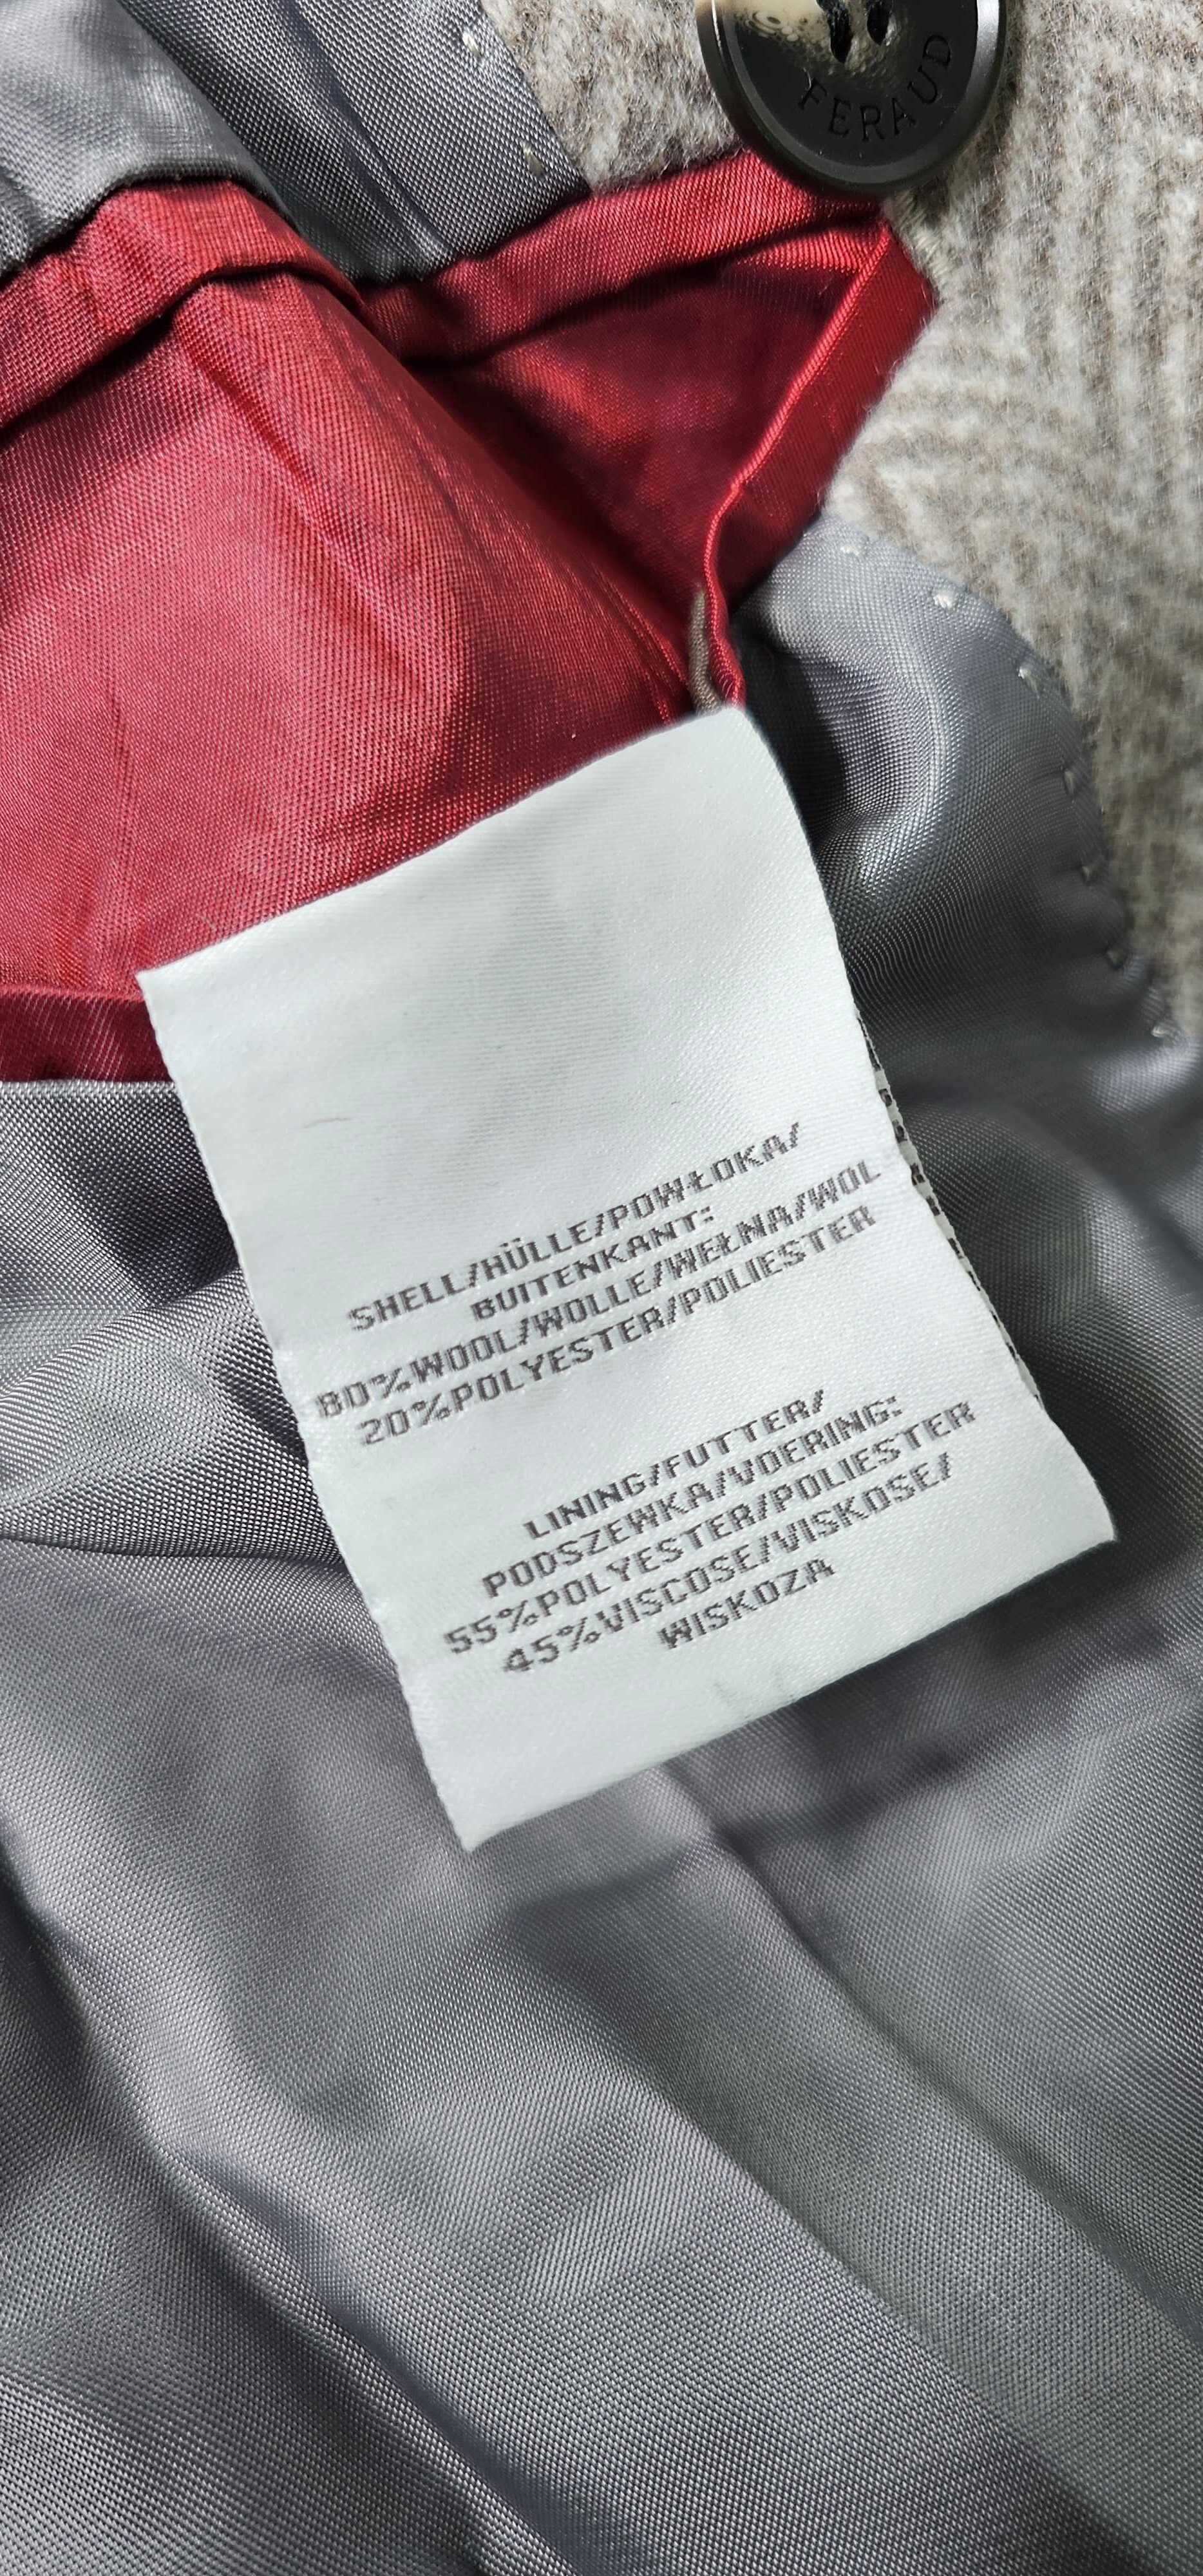 FERAUD
SHELL/HÜLLE/POWŁOKA/
BUITENKANT:
80%WOOL/WOLLE/WEŁNA/WOL
20%POLYESTER/POLIESTER
LINING/FUTTER/
PODSZEWKA/VOERING:
55%POLYESTER/POLIESTER
45%VISCOSE/VISKOSE/
WISKOZA